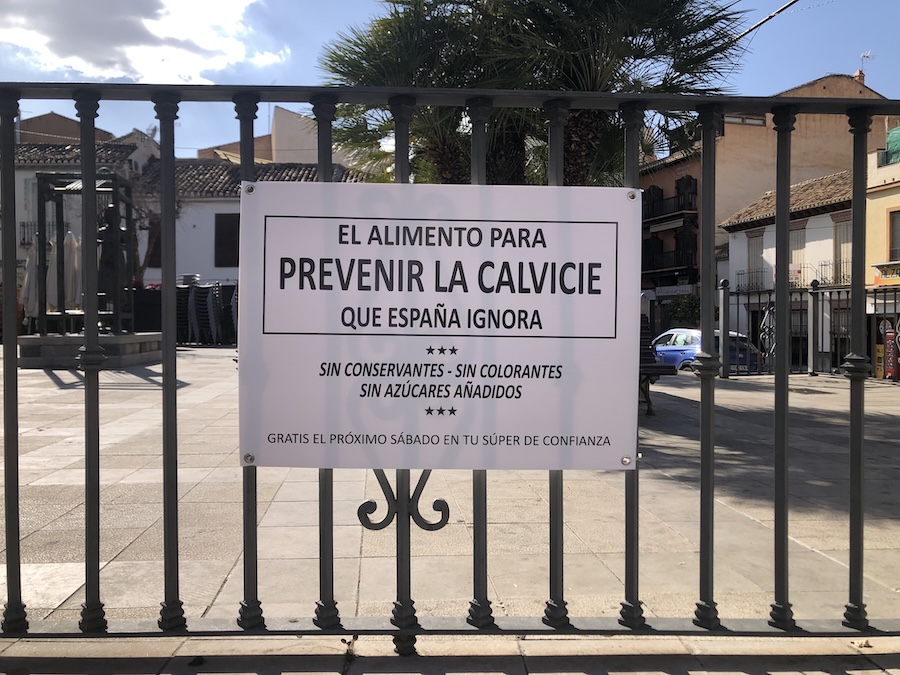 EL ALIMENTO PARA
PREVENIR LA CALVICIE
QUE ESPAÑA IGNORA
★★★
SIN CONSERVANTES - SIN COLORANTES
SIN AZÚCARES AÑADIDOS
★★★
GRATIS EL PRÓXIMO SÁBADO EN TU SÚPER DE CONFIANZA